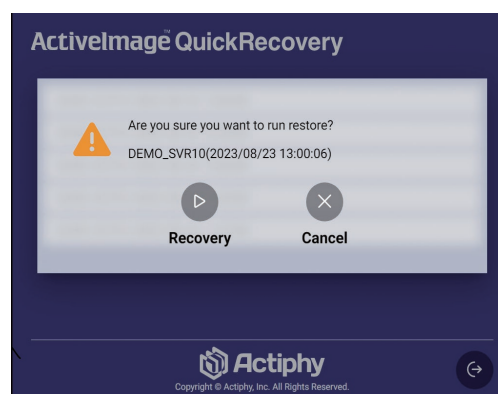 ActiveImage™ QuickRecovery
Are you sure you want to run restore?
DEMO_SVR10(2023/08/23 13:00:06)
Recovery Cancel
Actiphy
Copyright © Actiphy, Inc. All Rights Reserved.